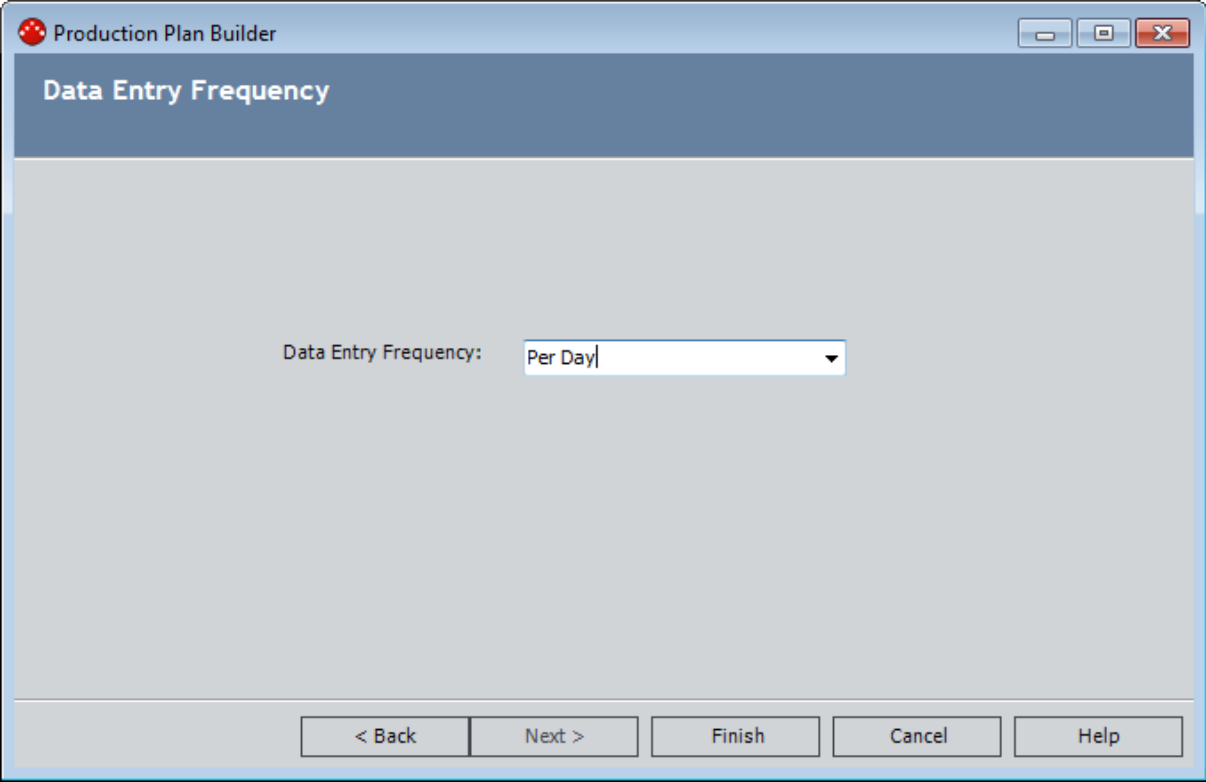 Production Plan Builder
Data Entry Frequency
Data Entry Frequency: Per Day
< Back Next > Finish Cancel Help